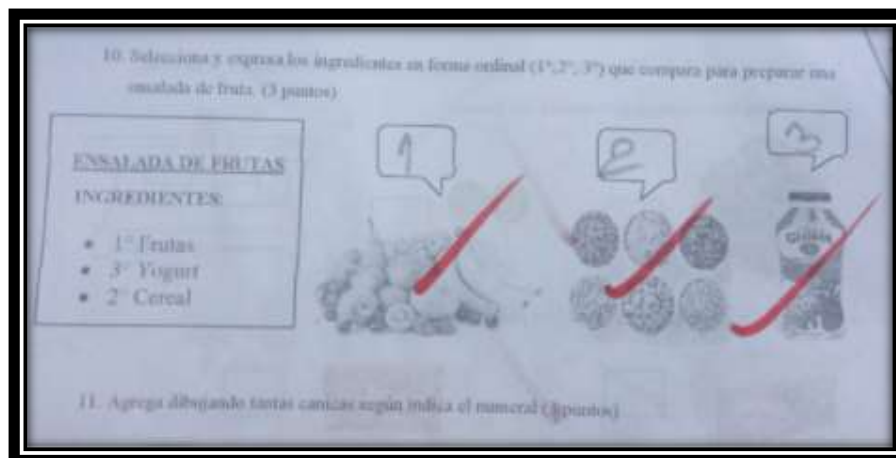 10. Selecciona y expresa los ingredientes en forma ordinal (1°,2°, 3°) que compara para preparar una
ensalada de fruta. (3 puntos)
1
2
3
ENSALADA DE FRUTAS
INGREDIENTES:
1° Frutas
3° Yogurt
2° Cereal
11. Agrega dibujando tantas canicas según indica el numeral ( puntos)